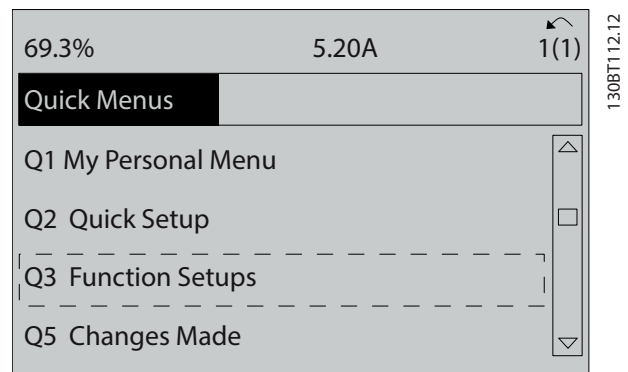 69.3% 5.20A 1(1)
Quick Menus
Q1 My Personal Menu
Q2 Quick Setup
Q3 Function Setups
Q5 Changes Made
130BT112.12